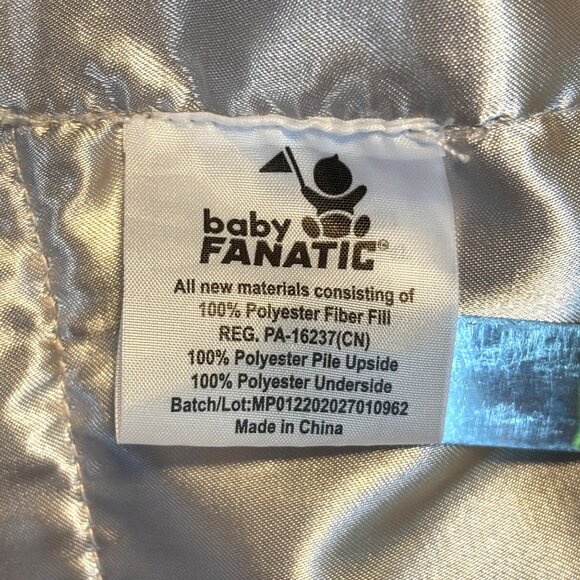 baby
FANATIC®
All new materials consisting of
100% Polyester Fiber Fill
REG. PA-16237(CN)
100% Polyester Pile Upside
100% Polyester Underside
Batch/Lot:MP012202027010962
Made in China